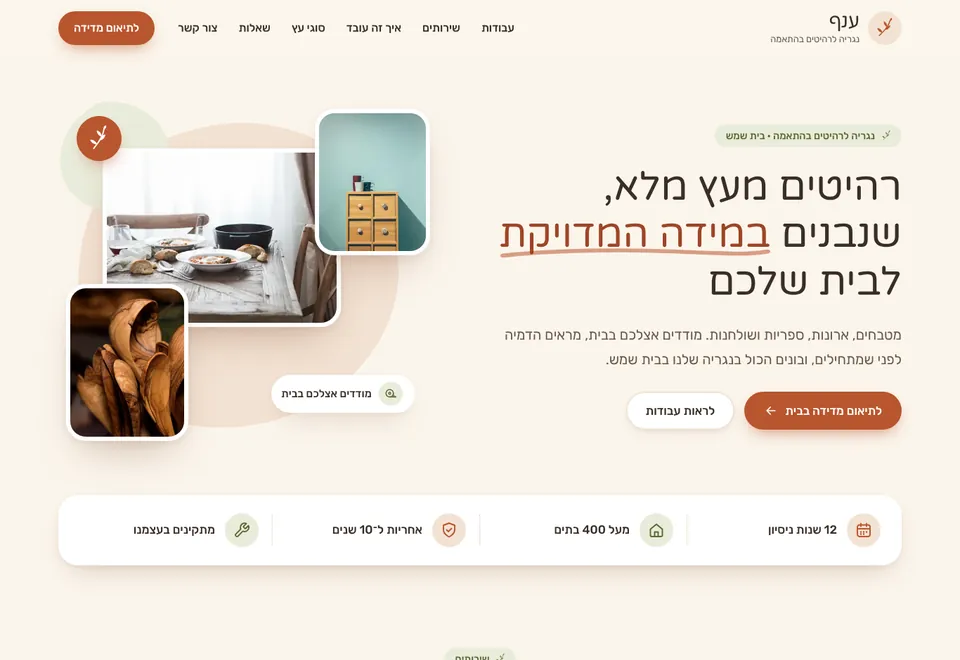 ענף
נגריה לרהיטים בהתאמה
עבודות
שירותים
איך זה עובד
סוגי עץ
שאלות
צור קשר
לתיאום מדידה
נגריה לרהיטים בהתאמה • בית שמש
רהיטים מעץ מלא,
שנבנים במידה המדויקת
לבית שלכם
מטבחים, ארונות, ספריות ושולחנות. מודדים אצלכם בבית, מראים הדמיה
לפני שמתחילים, ובונים הכול בנגריה שלנו בבית שמש.
לתיאום מדידה בבית ←
לראות עבודות
מודדים אצלכם בבית
12 שנות ניסיון
מעל 400 בתים
אחריות ל־10 שנים
מתקינים בעצמנו
שירותים